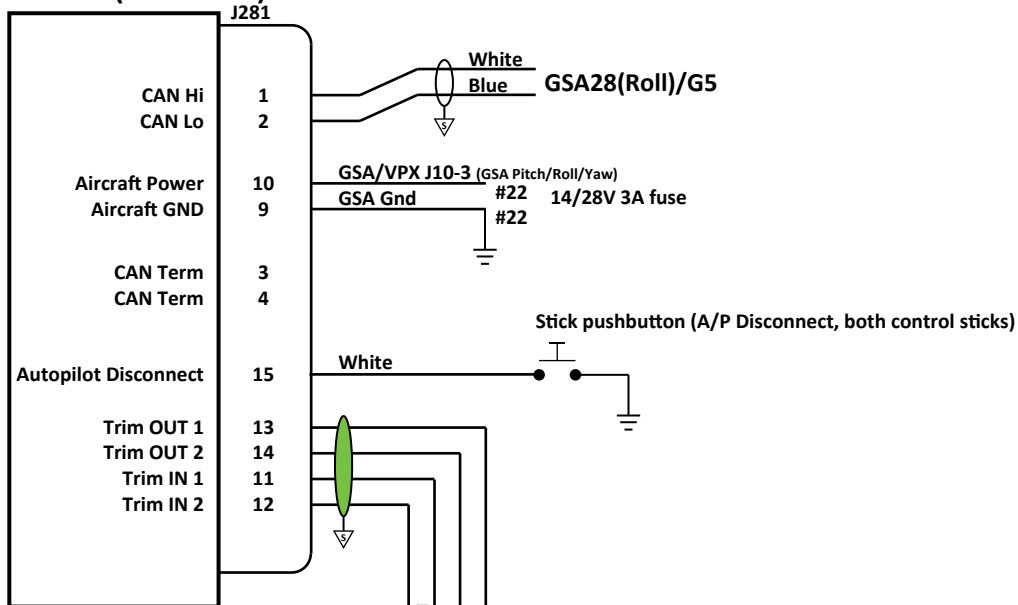 J281
White
CAN Hi 1 Blue GSA28(Roll)/G5
CAN Lo 2
S
Aircraft Power 10 GSA/VPX J10-3 (GSA Pitch/Roll/Yaw)
#22 14/28V 3A fuse
Aircraft GND 9 GSA Gnd
#22
CAN Term 3
CAN Term 4
Stick pushbutton (A/P Disconnect, both control sticks)
Autopilot Disconnect 15 White
Trim OUT 1 13
Trim OUT 2 14
Trim IN 1 11
Trim IN 2 12
S